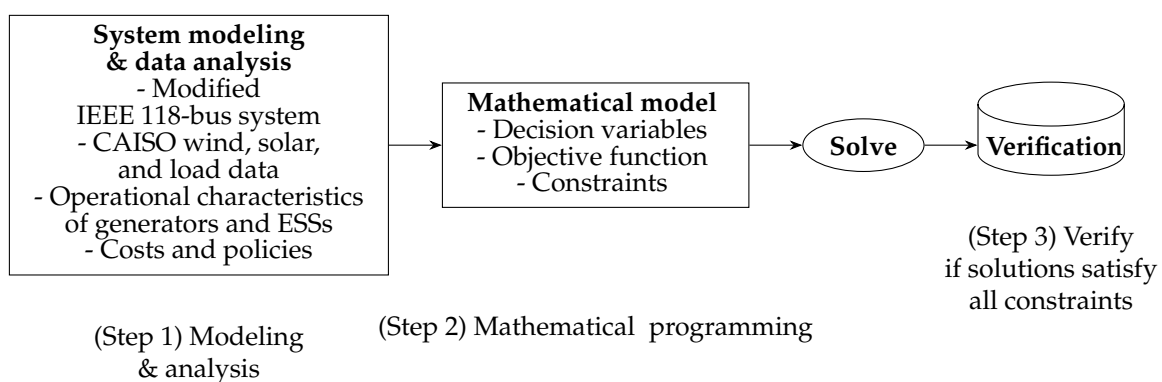 System modeling
& data analysis
- Modified
IEEE 118-bus system
- CAISO wind, solar,
and load data
- Operational characteristics
of generators and ESSs
- Costs and policies
Mathematical model
- Decision variables
- Objective function
- Constraints
Solve
Verification
(Step 1) Modeling
& analysis
(Step 2) Mathematical programming
(Step 3) Verify
if solutions satisfy
all constraints